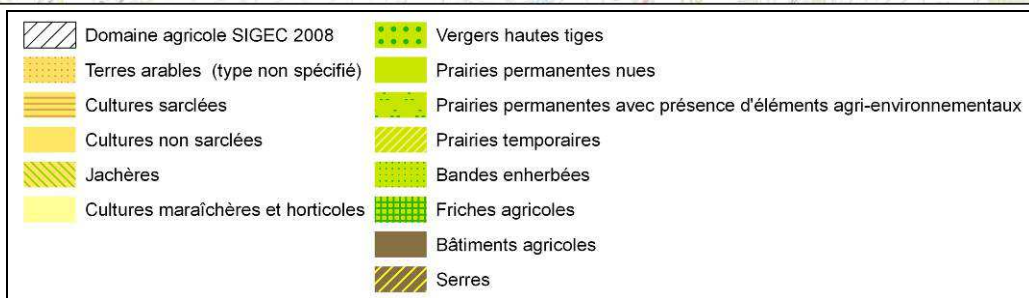 Domaine agricole SIGEC 2008
Terres arables (type non spécifié)
Cultures sarclées
Cultures non sarclées
Jachères
Cultures maraîchères et horticoles
Vergers hautes tiges
Prairies permanentes nues
Prairies permanentes avec présence d'éléments agri-environnementaux
Prairies temporaires
Bandes enherbées
Friches agricoles
Bâtiments agricoles
Serres